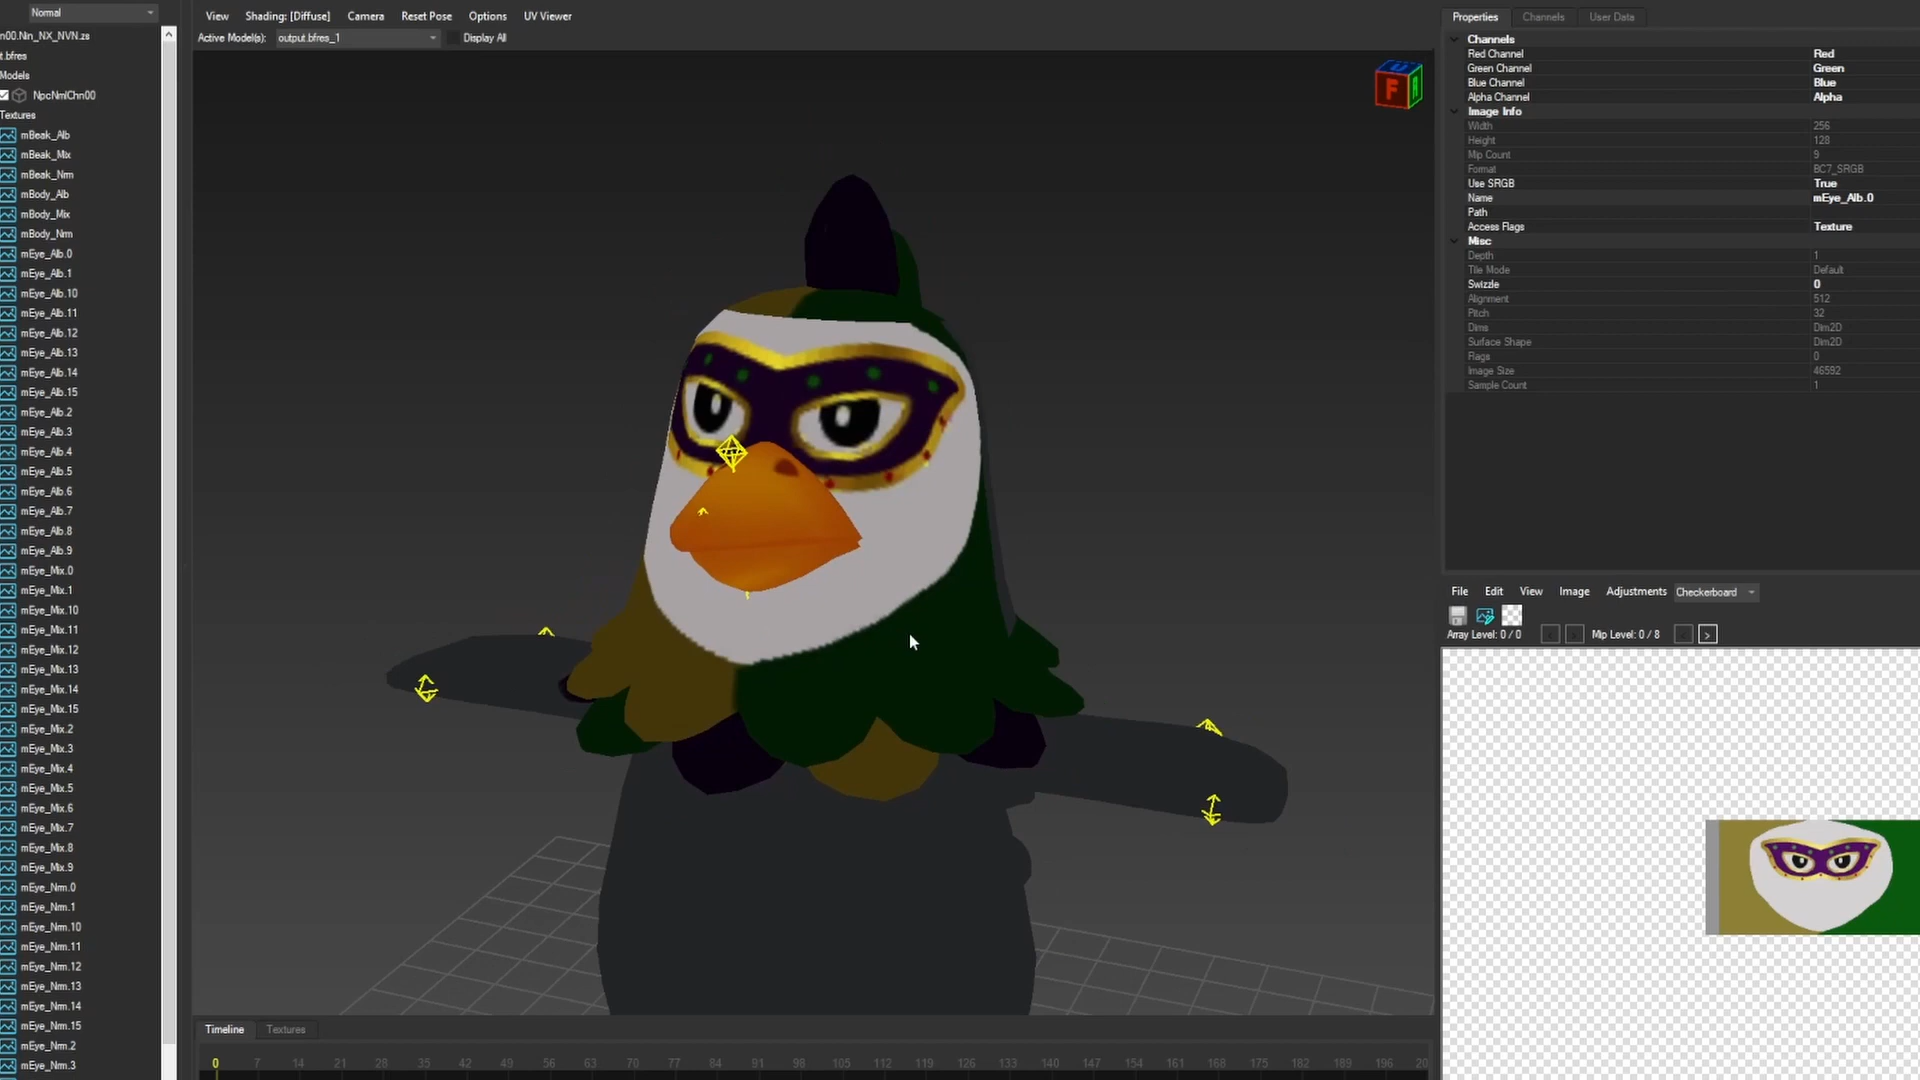 Normal
n00.Nin_NX_NVN.zs
t.bfres
Models
NpcNmlChn00
Textures
mBeak_Alb
mBeak_Mix
mBeak_Nrm
mBody_Alb
mBody_Mix
mBody_Nrm
mEye_Alb.0
mEye_Alb.1
mEye_Alb.10
mEye_Alb.11
mEye_Alb.12
mEye_Alb.13
mEye_Alb.14
mEye_Alb.15
mEye_Alb.2
mEye_Alb.3
mEye_Alb.4
mEye_Alb.5
mEye_Alb.6
mEye_Alb.7
mEye_Alb.8
mEye_Alb.9
mEye_Mix.0
mEye_Mix.1
mEye_Mix.10
mEye_Mix.11
mEye_Mix.12
mEye_Mix.13
mEye_Mix.14
mEye_Mix.15
mEye_Mix.2
mEye_Mix.3
mEye_Mix.4
mEye_Mix.5
mEye_Mix.6
mEye_Mix.7
mEye_Mix.8
mEye_Mix.9
mEye_Nrm.0
mEye_Nrm.1
mEye_Nrm.10
mEye_Nrm.11
mEye_Nrm.12
mEye_Nrm.13
mEye_Nrm.14
mEye_Nrm.15
mEye_Nrm.2
mEye_Nrm.3
View Shading: [Diffuse] Camera Reset Pose Options UV Viewer
Active Model(s): output.bfres_1 Display All
U
F
R
Timeline Textures
0 7 14 21 28 35 42 49 56 63 70 77 84 91 98 105 112 119 126 133 140 147 154 161 168 175 182 189 196 20
Properties Channels User Data
Channels
Red Channel Red
Green Channel Green
Blue Channel Blue
Alpha Channel Alpha
Image Info
Width 256
Height 128
Mip Count 9
Format BC7_SRGB
Use SRGB True
Name mEye_Alb.0
Path
Access Flags Texture
Misc
Depth 1
Tile Mode Default
Swizzle 0
Alignment 512
Pitch 32
Dims Dim2D
Surface Shape Dim2D
Flags 0
Image Size 46592
Sample Count 1
File Edit View Image Adjustments Checkerboard
Array Level: 0 / 0 < > Mip Level: 0 / 8 < >